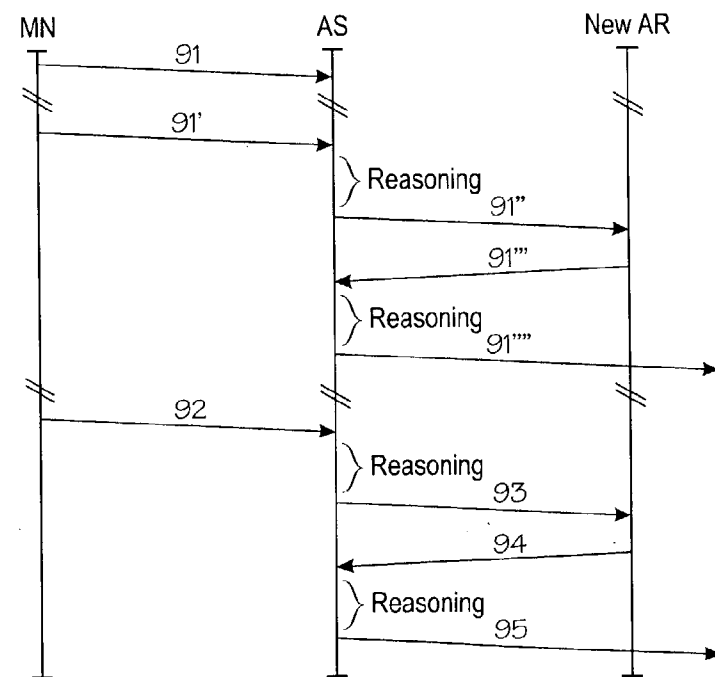 MN AS New AR
91
91'
Reasoning
91"
91'"
Reasoning
91""
92
Reasoning
93
94
Reasoning
95